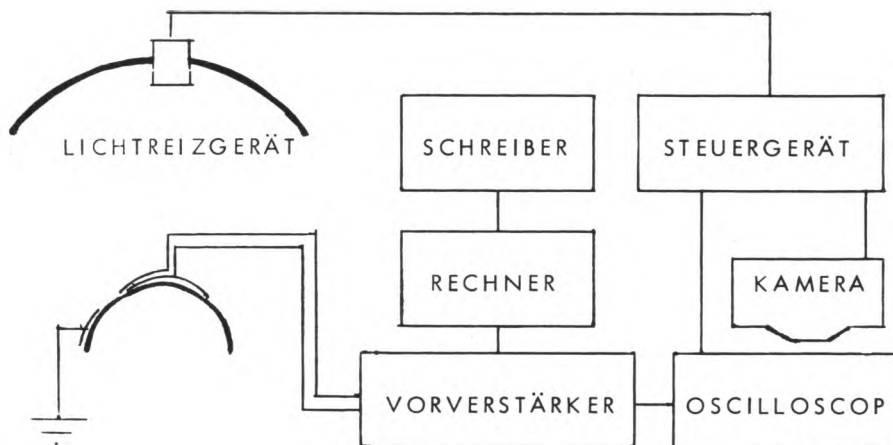 LICHTREIZGERÄT
SCHREIBER
STEUERGERÄT
RECHNER
KAMERA
VORVERSTÄRKER
OSCILLOSCOP